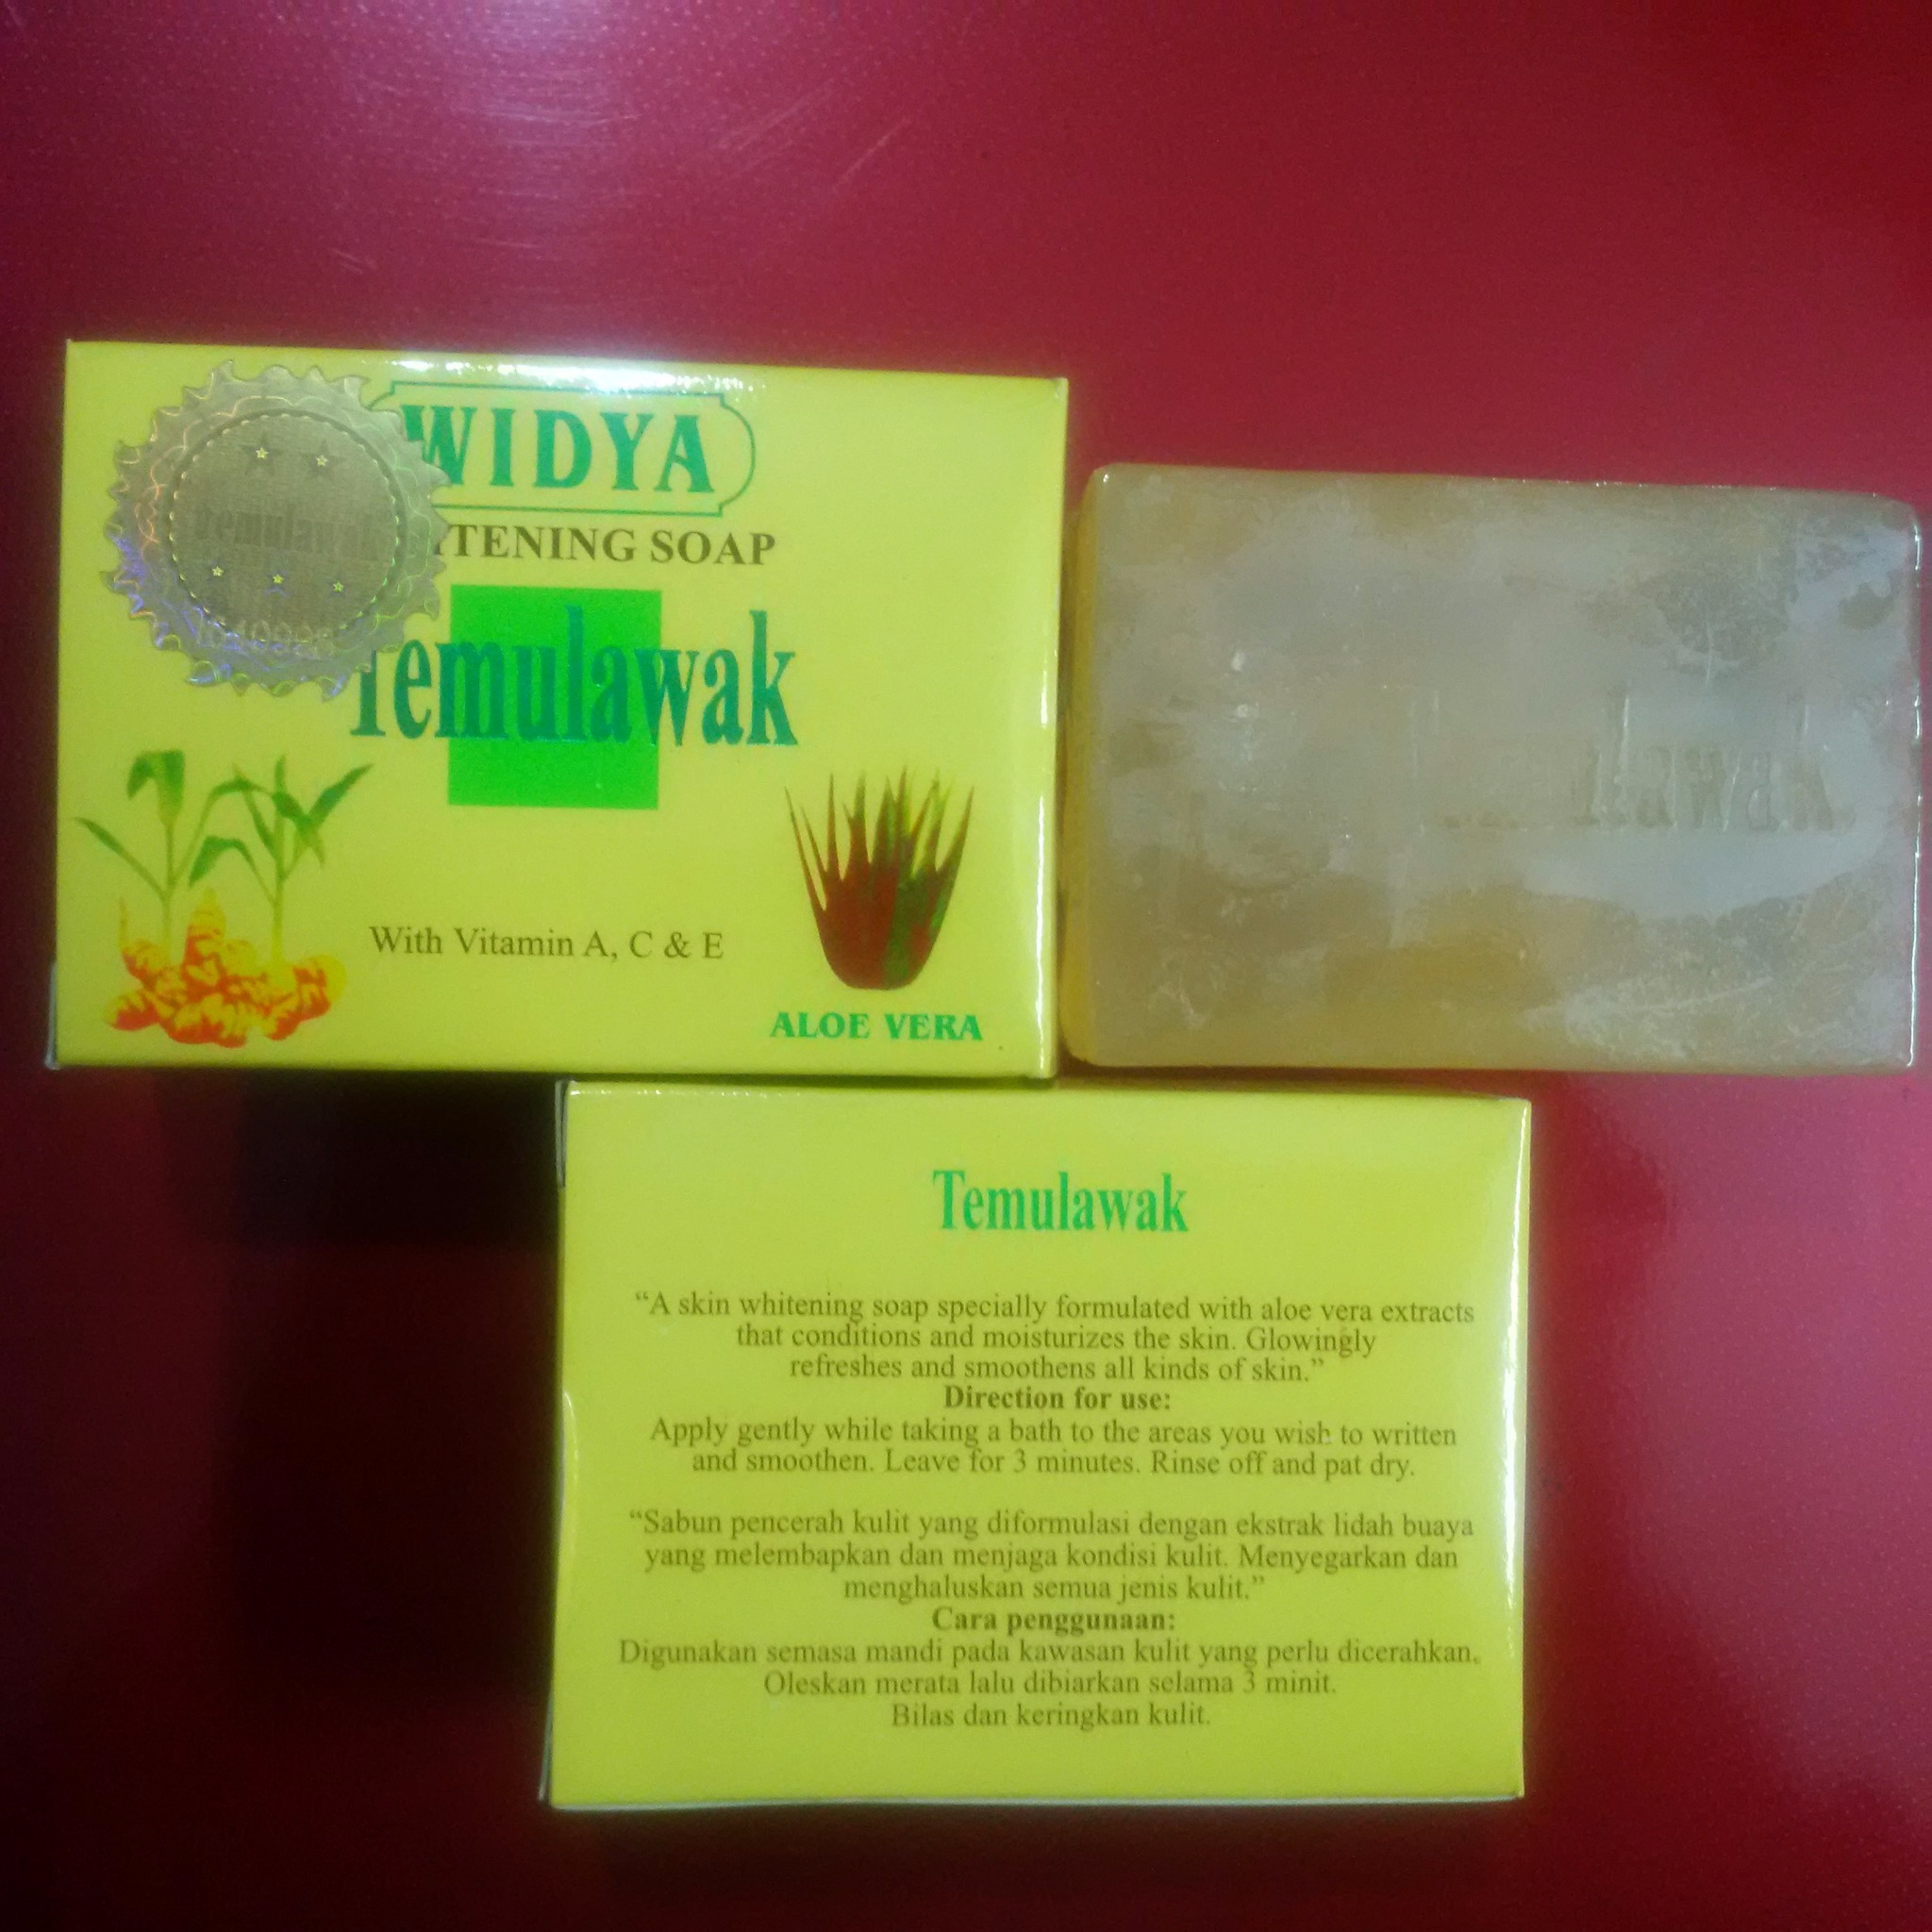 WIDYA
TENING SOAP
Temulawak
temulawak
With Vitamin A, C & E
ALOE VERA
Temulawak
“A skin whitening soap specially formulated with aloe vera extracts
that conditions and moisturizes the skin. Glowingly
refreshes and smoothens all kinds of skin.”
Direction for use:
Apply gently while taking a bath to the areas you wish to written
and smoothen. Leave for 3 minutes. Rinse off and pat dry.
“Sabun pencerah kulit yang diformulasi dengan ekstrak lidah buaya
yang melembapkan dan menjaga kondisi kulit. Menyegarkan dan
menghaluskan semua jenis kulit.”
Cara penggunaan:
Digunakan semasa mandi pada kawasan kulit yang perlu dicerahkan.
Oleskan merata lalu dibiarkan selama 3 minit.
Bilas dan keringkan kulit.